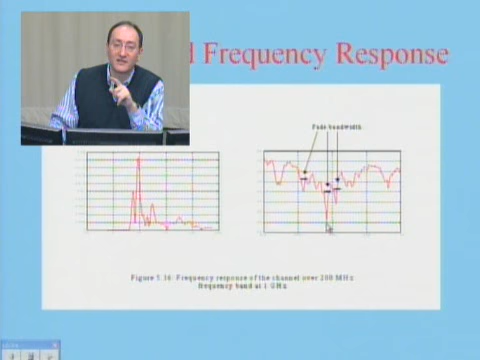 Frequency Response
Fade bandwidth
Figure 5.16: Frequency response of the channel over 200 MHz
frequency band at 1 GHz